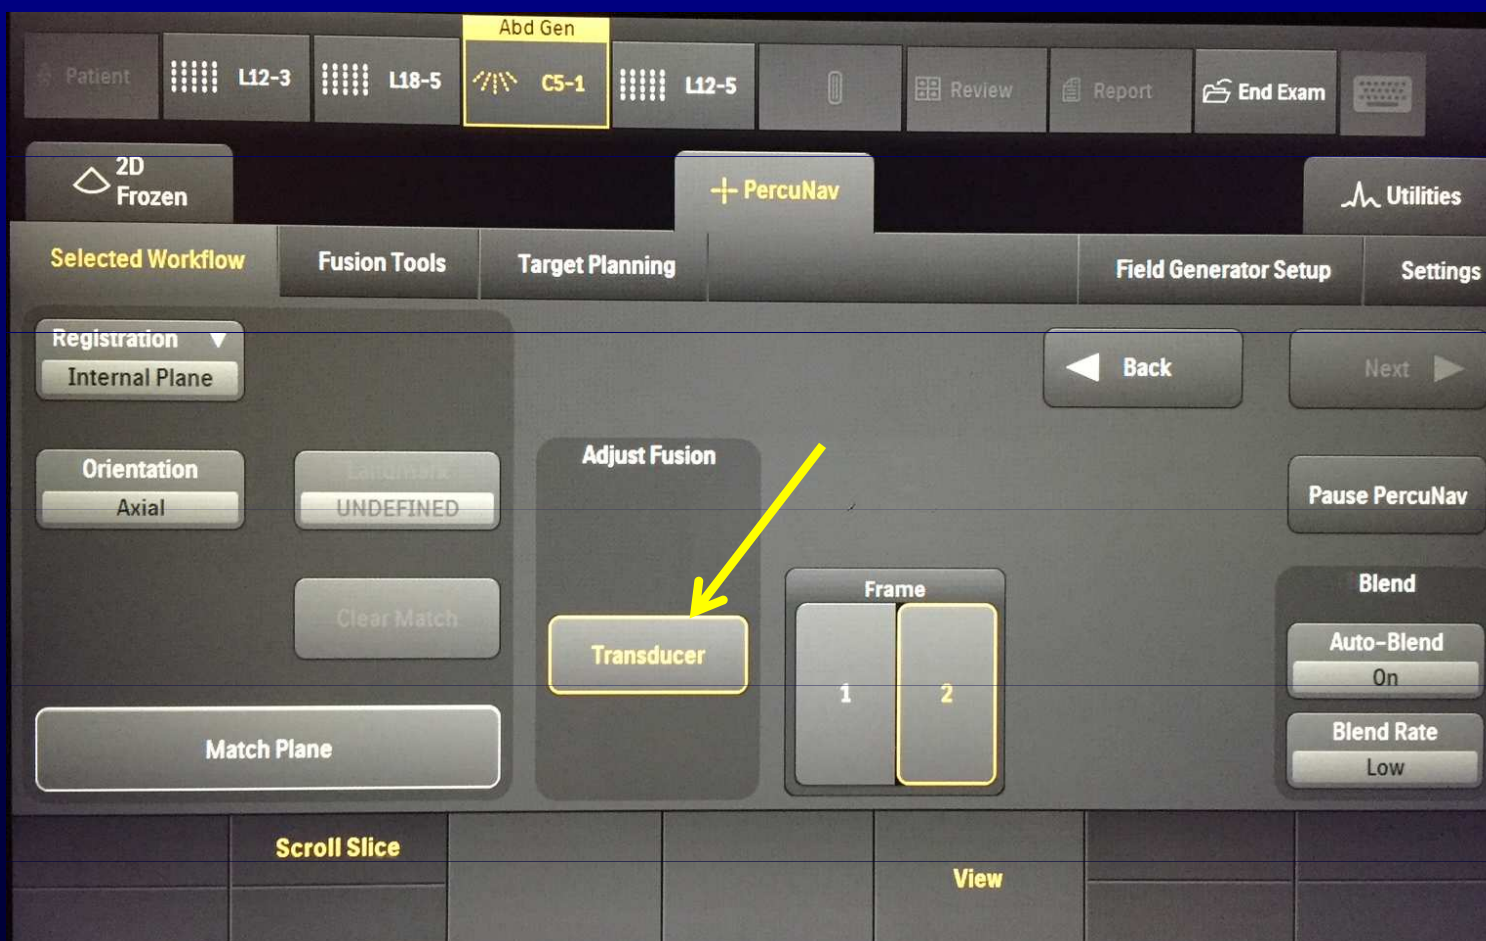 Abd Gen
Patient
L12-3
L18-5
C5-1
L12-5
Review
Report
End Exam
2D
Frozen
PercuNav
Utilities
Selected Workflow
Fusion Tools
Target Planning
Field Generator Setup
Settings
Registration
Internal Plane
Back
Next
Orientation
Axial
Landmark
UNDEFINED
Adjust Fusion
Pause PercuNav
Clear Match
Transducer
Frame
1
2
Blend
Auto-Blend
On
Blend Rate
Low
Match Plane
Scroll Slice
View